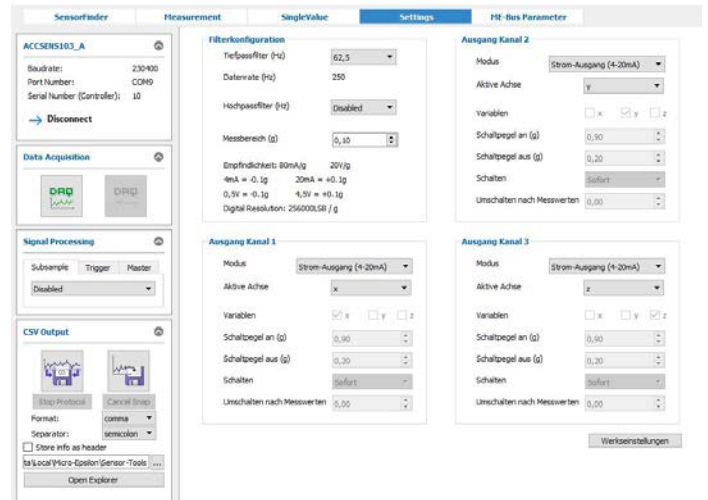 SensorFinder Measurement SingleValue Settings ME-Bus Parameter
ACCSENS103_A
Baudrate: 230400
Port Number: COM9
Serial Number (Controller): 10
Disconnect
Data Acquisition
DAQ DAQ
Signal Processing
Subsample Trigger Master
Disabled
CSV Output
Stop Protocol Cancel Snap
Format: comma
Separator: semicolon
Store info as header
ta\Local\Micro-Epsilon\Sensor-Tools ...
Open Explorer
Filterkonfiguration
Tiefpassfilter (Hz) 62,5
Datenrate (Hz) 250
Hochpassfilter (Hz) Disabled
Messbereich (g) 0,10
Empfindlichkeit: 80mA/g 20V/g
4mA = -0.1g 20mA = +0.1g
0,5V = -0.1g 4,5V = +0.1g
Digital Resolution: 256000LSB / g
Ausgang Kanal 1
Modus Strom-Ausgang (4-20mA)
Aktive Achse x
Variablen x y z
Schaltpegel an (g) 0,90
Schaltpegel aus (g) 0,20
Schalten Sofort
Umschalten nach Messwerten 0,00
Ausgang Kanal 2
Modus Strom-Ausgang (4-20mA)
Aktive Achse y
Variablen x y z
Schaltpegel an (g) 0,90
Schaltpegel aus (g) 0,20
Schalten Sofort
Umschalten nach Messwerten 0,00
Ausgang Kanal 3
Modus Strom-Ausgang (4-20mA)
Aktive Achse z
Variablen x y z
Schaltpegel an (g) 0,90
Schaltpegel aus (g) 0,20
Schalten Sofort
Umschalten nach Messwerten 0,00
Werkseinstellungen